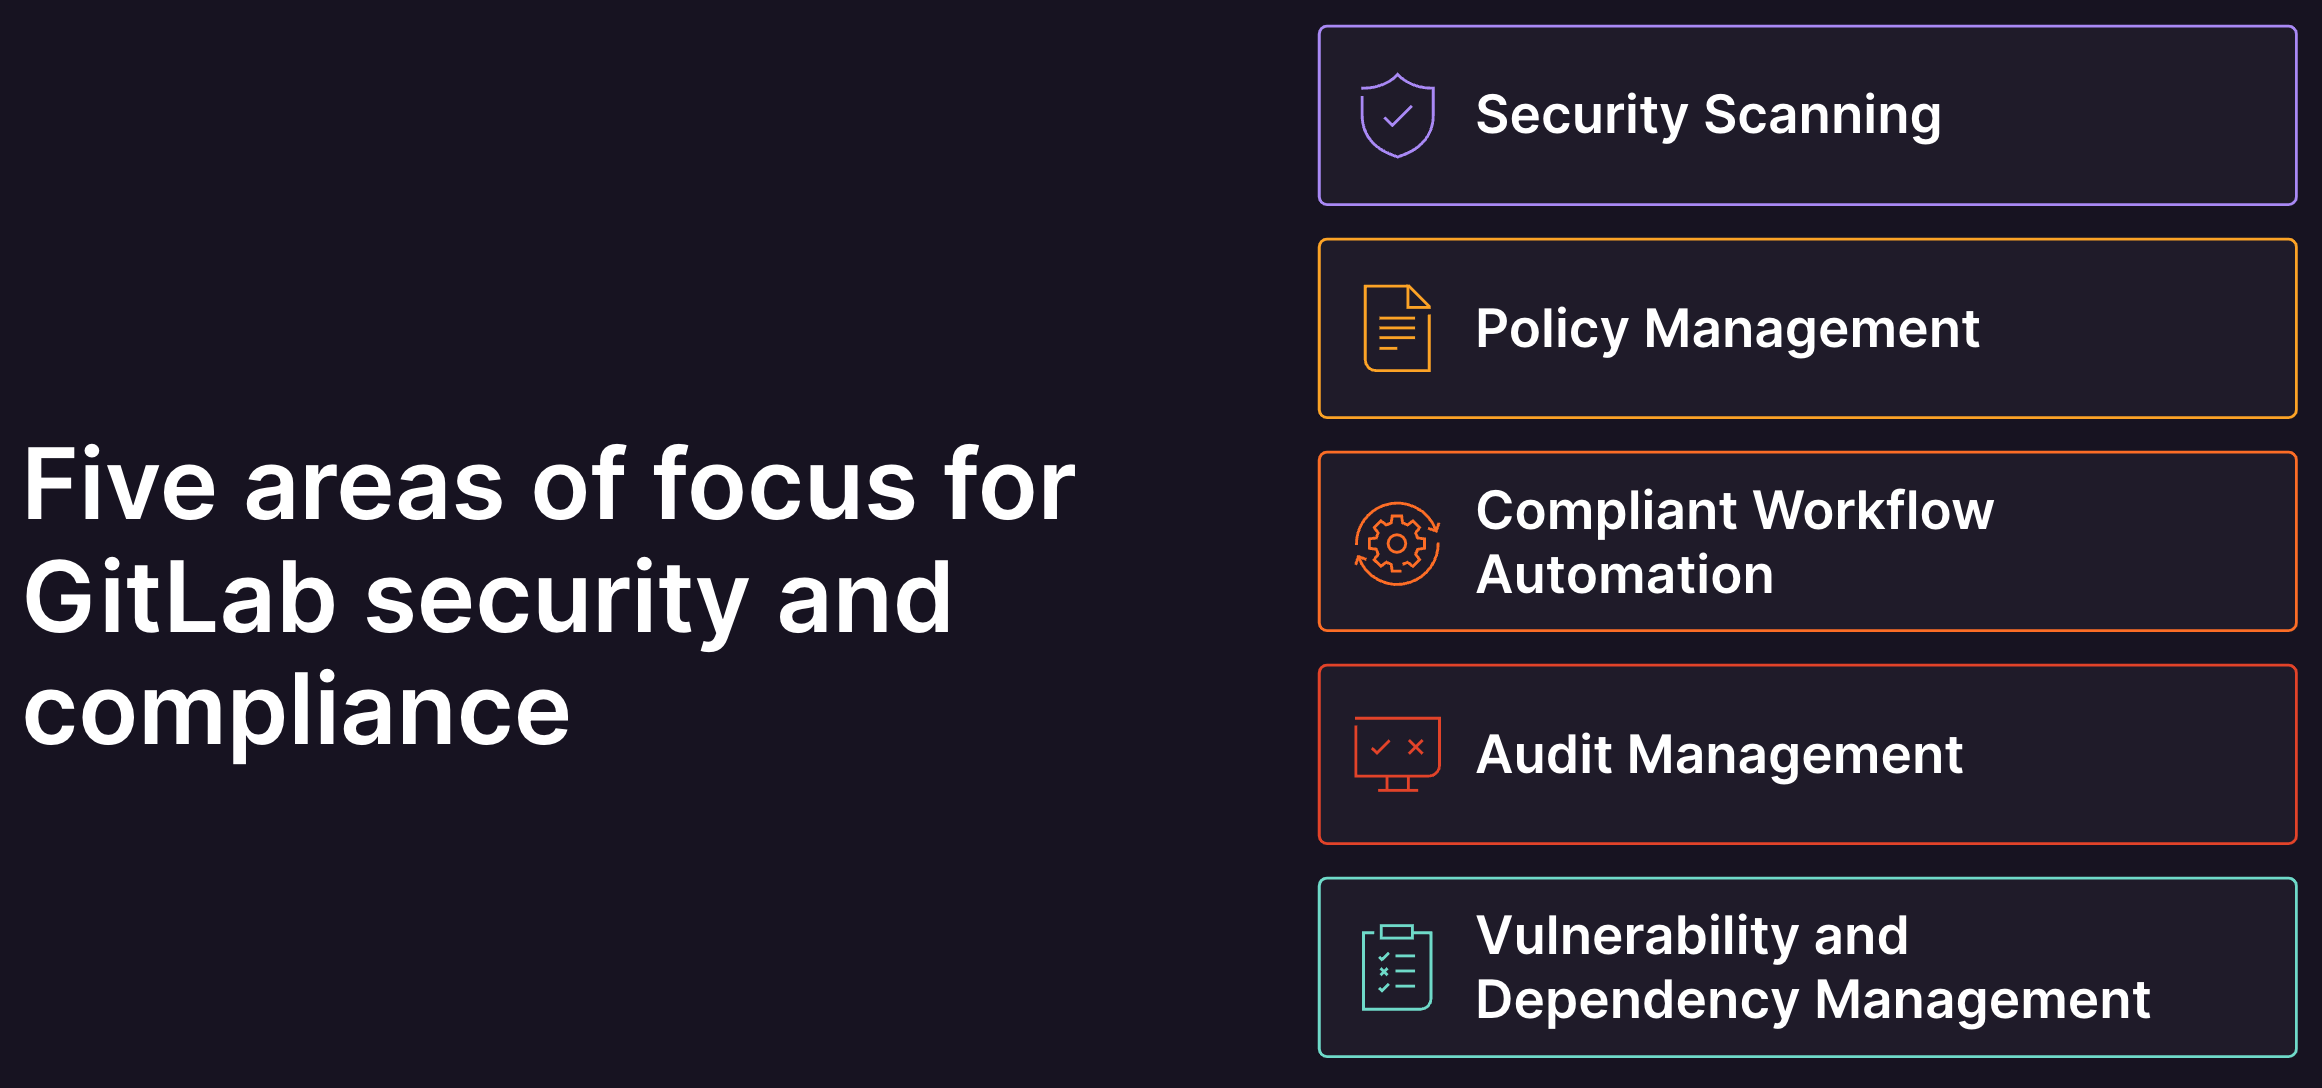 Five areas of focus for
GitLab security and
compliance
Security Scanning
Policy Management
Compliant Workflow
Automation
Audit Management
Vulnerability and
Dependency Management